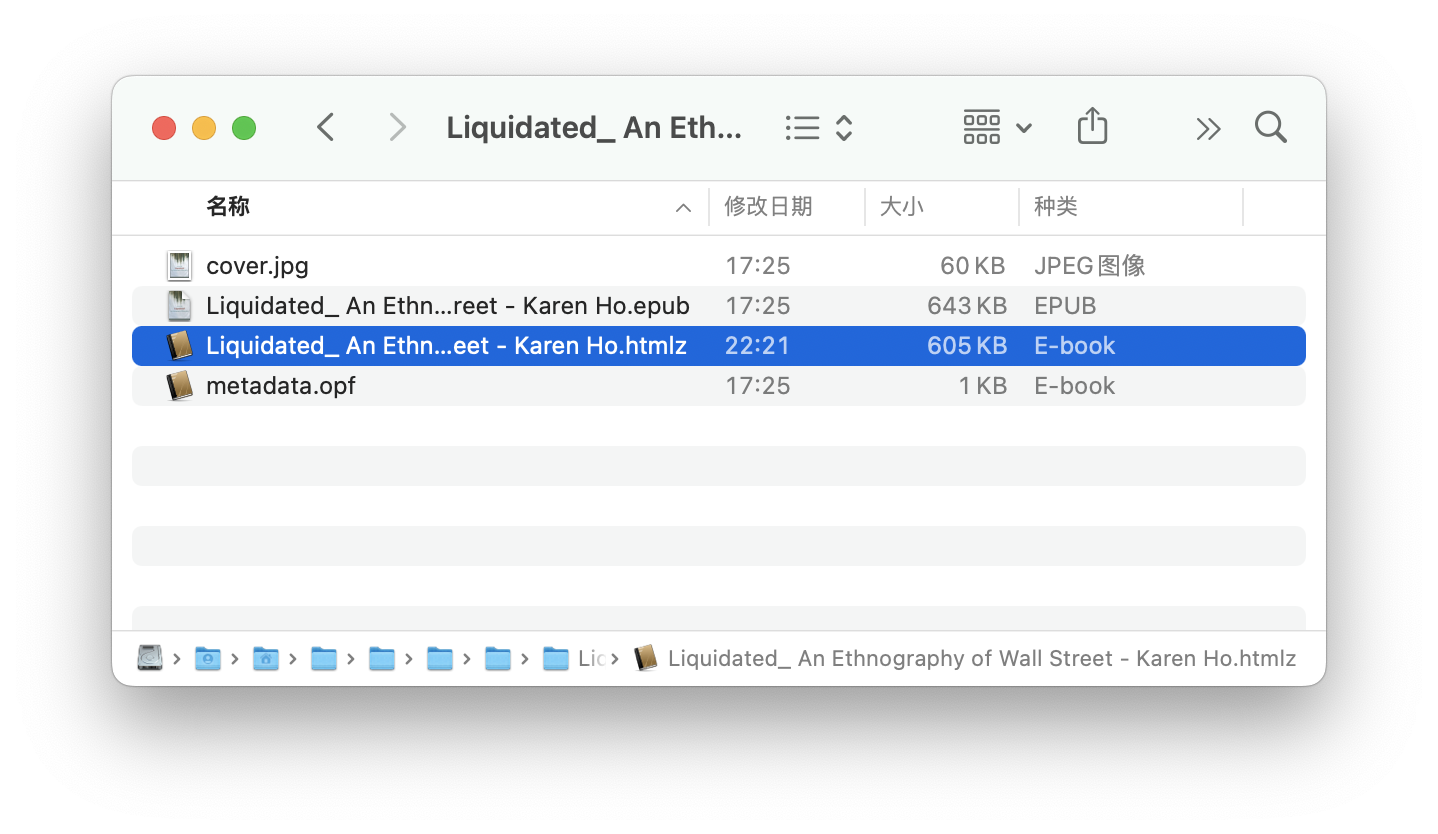 Liquidated_ An Eth...
名称 修改日期 大小 种类
cover.jpg 17:25 60 KB JPEG图像
Liquidated_ An Ethn...reet - Karen Ho.epub 17:25 643 KB EPUB
Liquidated_ An Ethn...eet - Karen Ho.htmlz 22:21 605 KB E-book
metadata.opf 17:25 1 KB E-book
Lic Liquidated_ An Ethnography of Wall Street - Karen Ho.htmlz